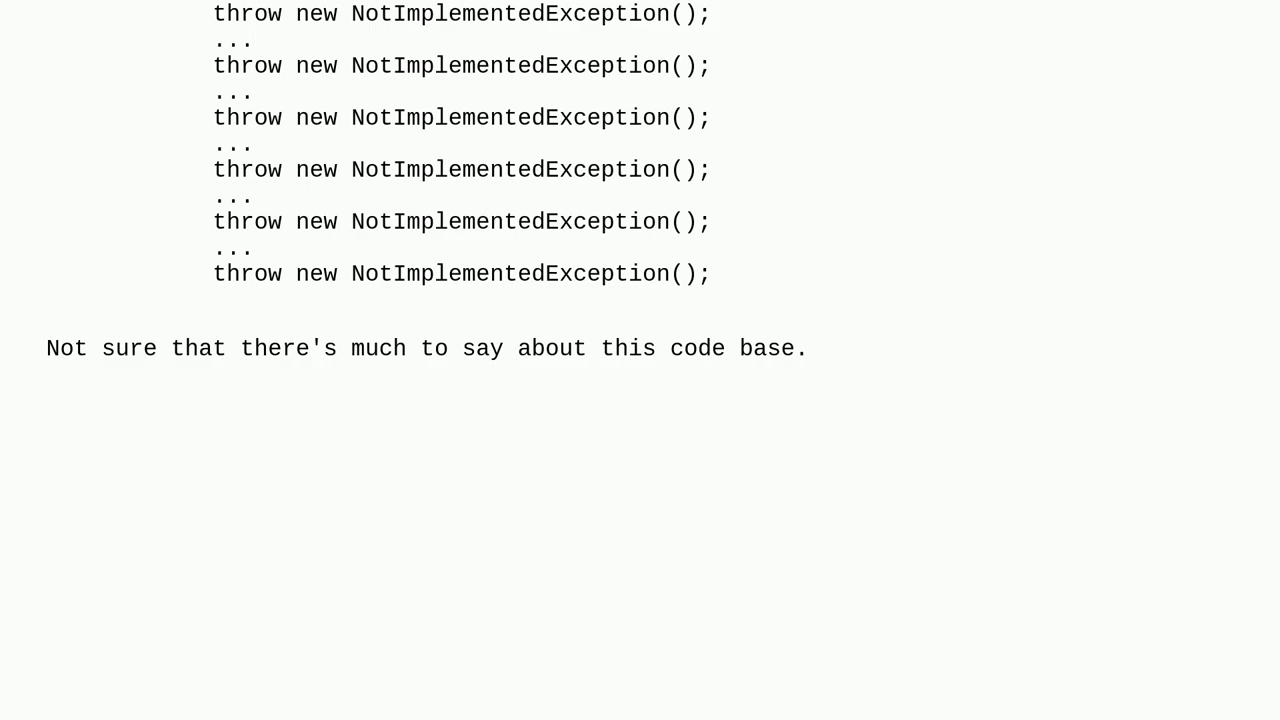 throw new NotImplementedException();
...
throw new NotImplementedException();
...
throw new NotImplementedException();
...
throw new NotImplementedException();
...
throw new NotImplementedException();
...
throw new NotImplementedException();
Not sure that there's much to say about this code base.